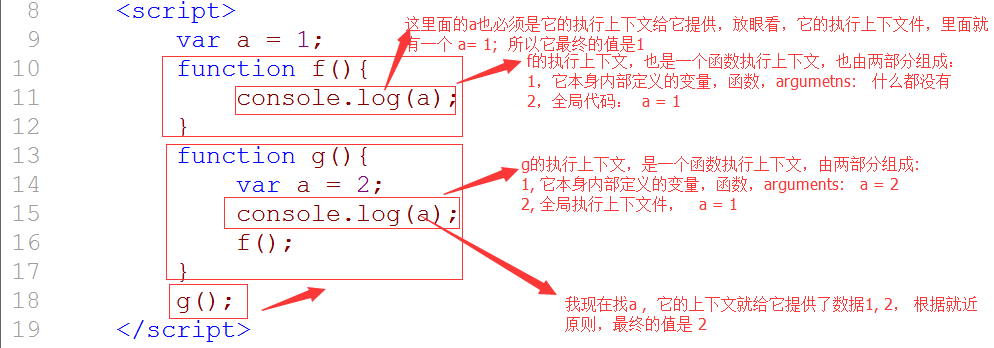 8 <script>
这里面的a也必须是它的执行上下文给它提供，放眼看，它的执行上下文件，里面就
有一个 a= 1; 所以它最终的值是1
9 var a = 1;
10 function f(){
f的执行上下文，也是一个函数执行上下文，也由两部分组成：
1，它本身内部定义的变量，函数，argumetns: 什么都没有
2，全局代码： a = 1
11 console.log(a);
12 }
13 function g(){
g的执行上下文，是一个函数执行上下文，由两部分组成:
1, 它本身内部定义的变量，函数，arguments: a = 2
2, 全局执行上下文件， a = 1
14 var a = 2;
15 console.log(a);
16 f();
17 }
18 g();
我现在找a , 它的上下文就给它提供了数据1, 2， 根据就近
原则，最终的值是 2
19 </script>